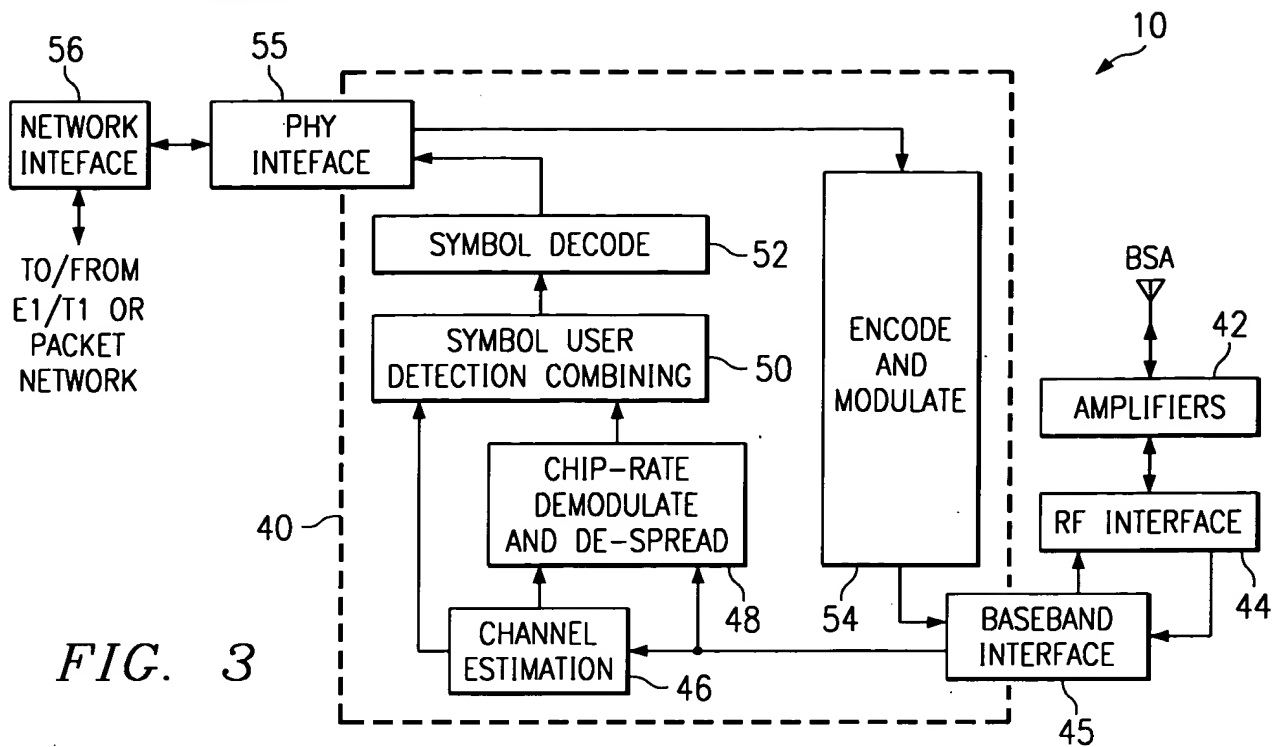 10
56
55
NETWORK
INTEFACE
PHY
INTEFACE
TO/FROM
E1/T1 OR
PACKET
NETWORK
SYMBOL DECODE
52
SYMBOL USER
DETECTION COMBINING
50
ENCODE
AND
MODULATE
BSA
42
AMPLIFIERS
CHIP-RATE
DEMODULATE
AND DE-SPREAD
40
RF INTERFACE
48
54
44
CHANNEL
ESTIMATION
46
BASEBAND
INTERFACE
45
FIG. 3